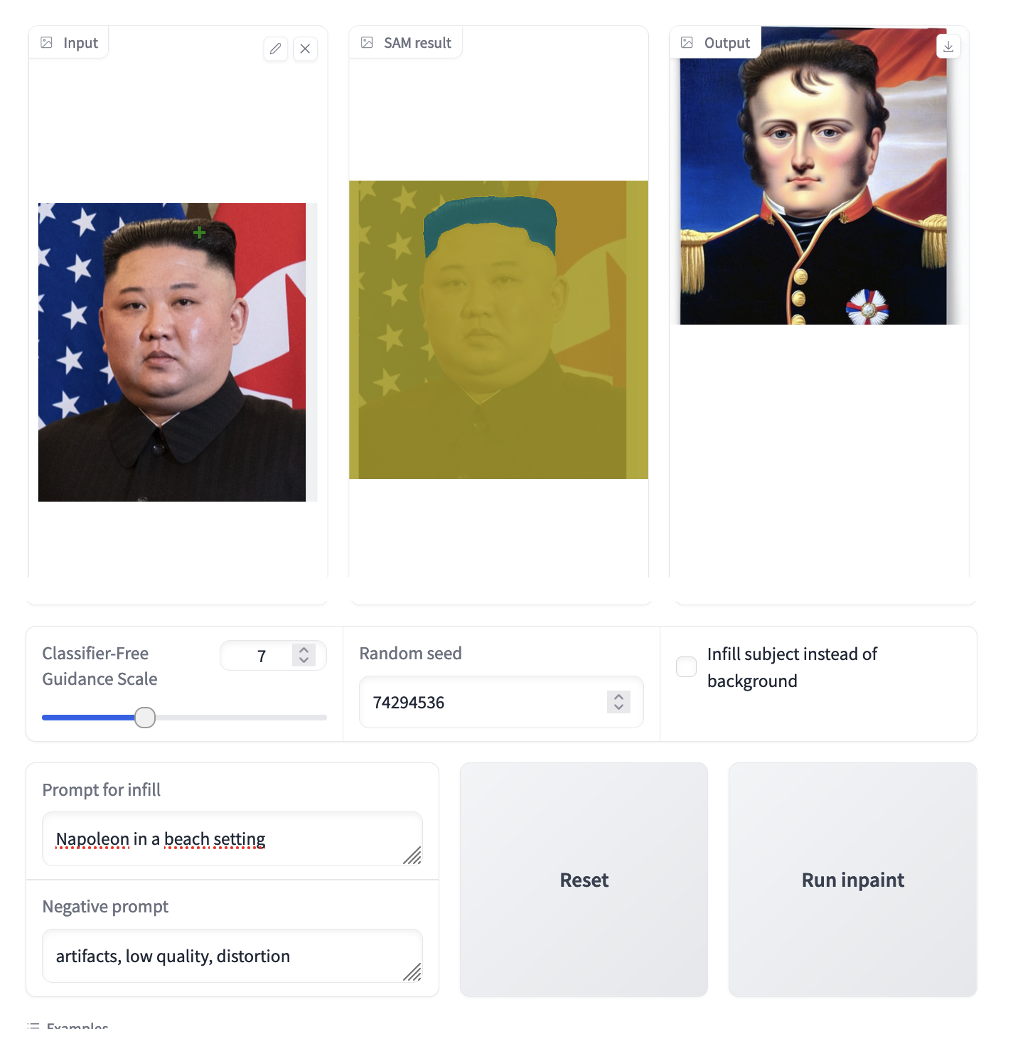 Input
SAM result
Output
Classifier-Free
Guidance Scale
7
Random seed
74294536
Infill subject instead of
background
Prompt for infill
Napoleon in a beach setting
Negative prompt
artifacts, low quality, distortion
Reset
Run inpaint
Examples